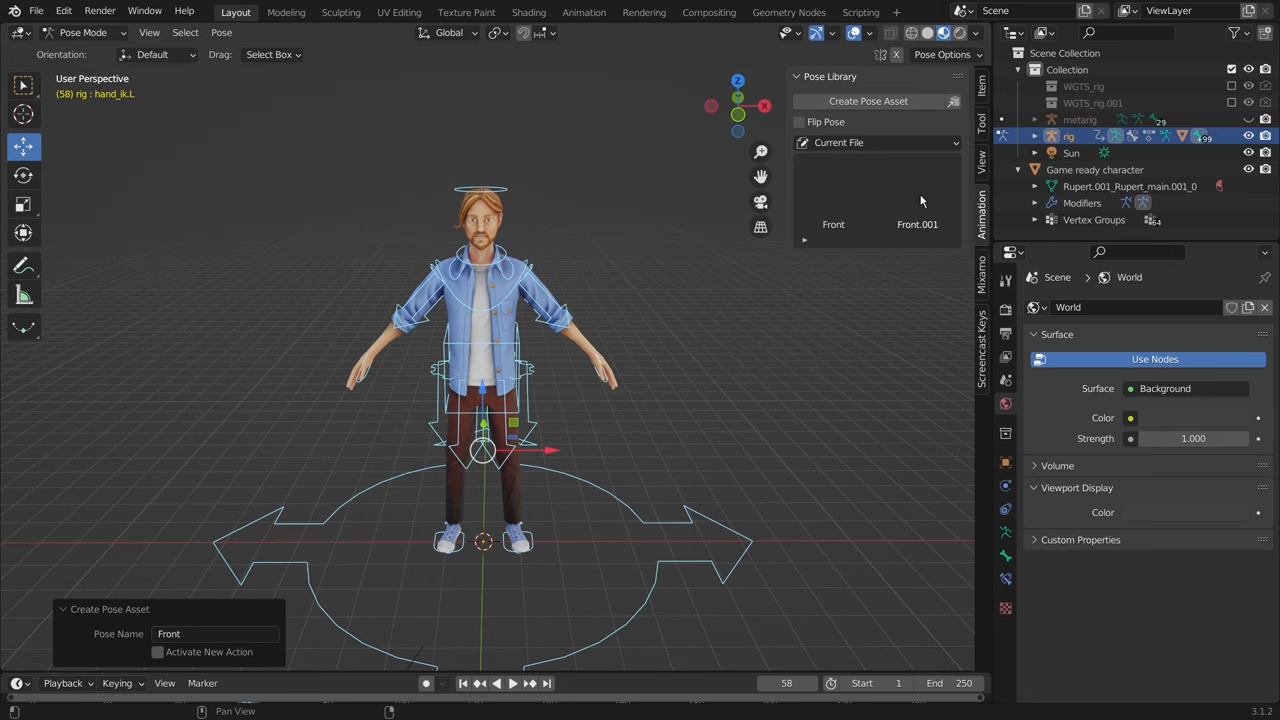 File Edit Render Window Help Layout Modeling Sculpting UV Editing Texture Paint Shading Animation Rendering Compositing Geometry Nodes Scripting + Scene ViewLayer
Pose Mode View Select Pose Global
Orientation: Default Drag: Select Box X Pose Options
User Perspective
(58) rig : hand_ik.L
Z
Y
X
Pose Library
Create Pose Asset
Flip Pose
Current File
Front Front.001
Item
Tool
View
Animation
Mixamo
Screencast Keys
Scene Collection
Collection
WGTS_rig
WGTS_rig.001
metarig 29
rig +99
Sun
Game ready character
Rupert.001_Rupert_main.001_0
Modifiers
Vertex Groups 64
Scene World
World
Surface
Use Nodes
Surface Background
Color
Strength 1.000
Volume
Viewport Display
Color
Custom Properties
Create Pose Asset
Pose Name Front
Activate New Action
Playback Keying View Marker 58 Start 1 End 250
Pan View 3.1.2